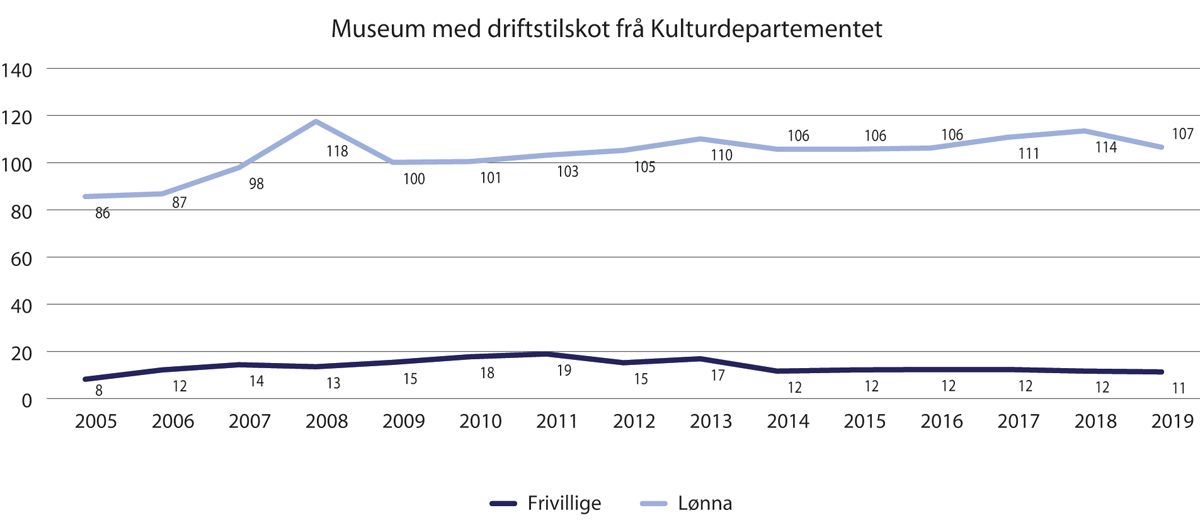 Museum med driftstilskot frå Kulturdepartementet
140
120
100
80
60
40
20
0
86 87 98 118 100 101 103 105 110 106 106 106 111 114 107
8 12 14 13 15 18 19 15 17 12 12 12 12 12 11
2005 2006 2007 2008 2009 2010 2011 2012 2013 2014 2015 2016 2017 2018 2019
Frivillige Lønna